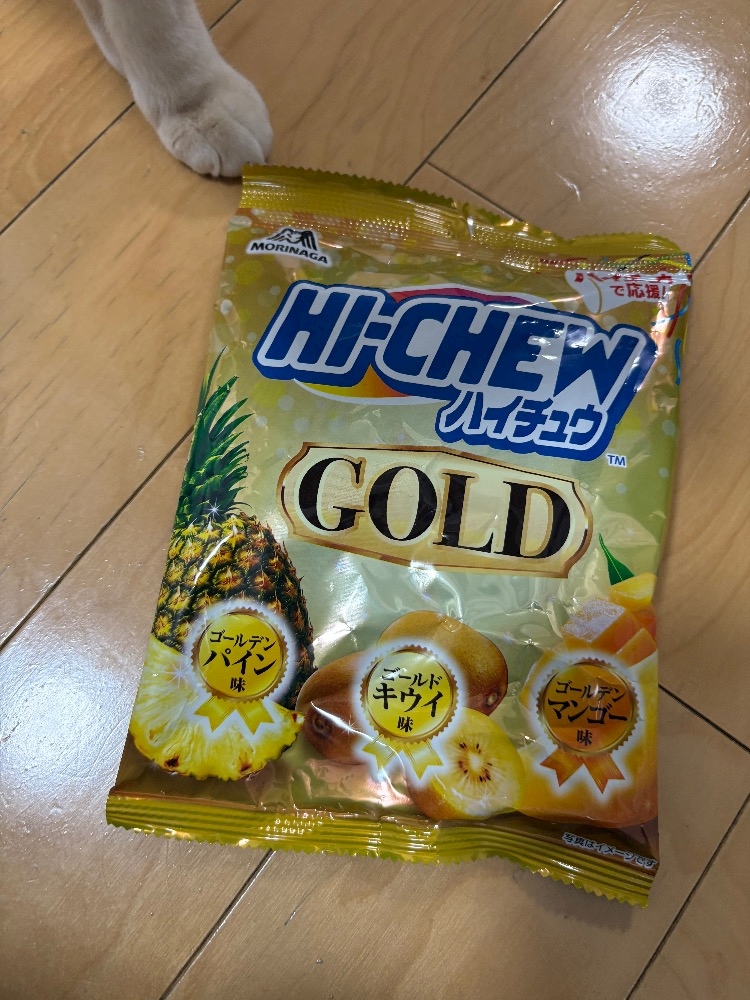 MORINAGA
で応援!
HI-CHEW
ハイチュウ
TM
GOLD
ゴールデン
パイン
味
ゴールド
キウイ
味
ゴールデン
マンゴー
味
写真はイメージです